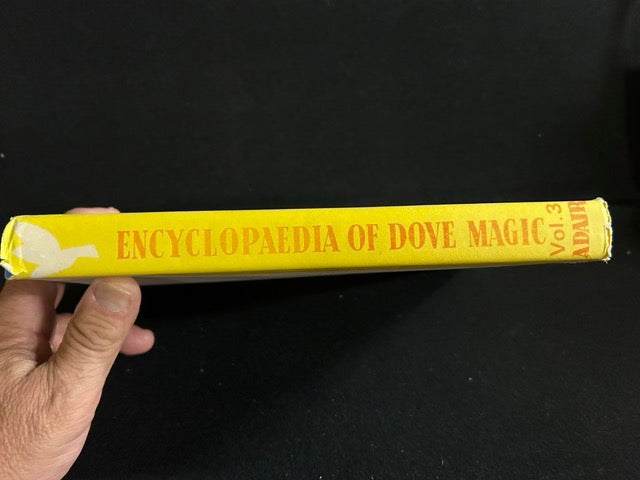 ENCYCLOPAEDIA OF DOVE MAGIC
Vol. 3
ADAIR